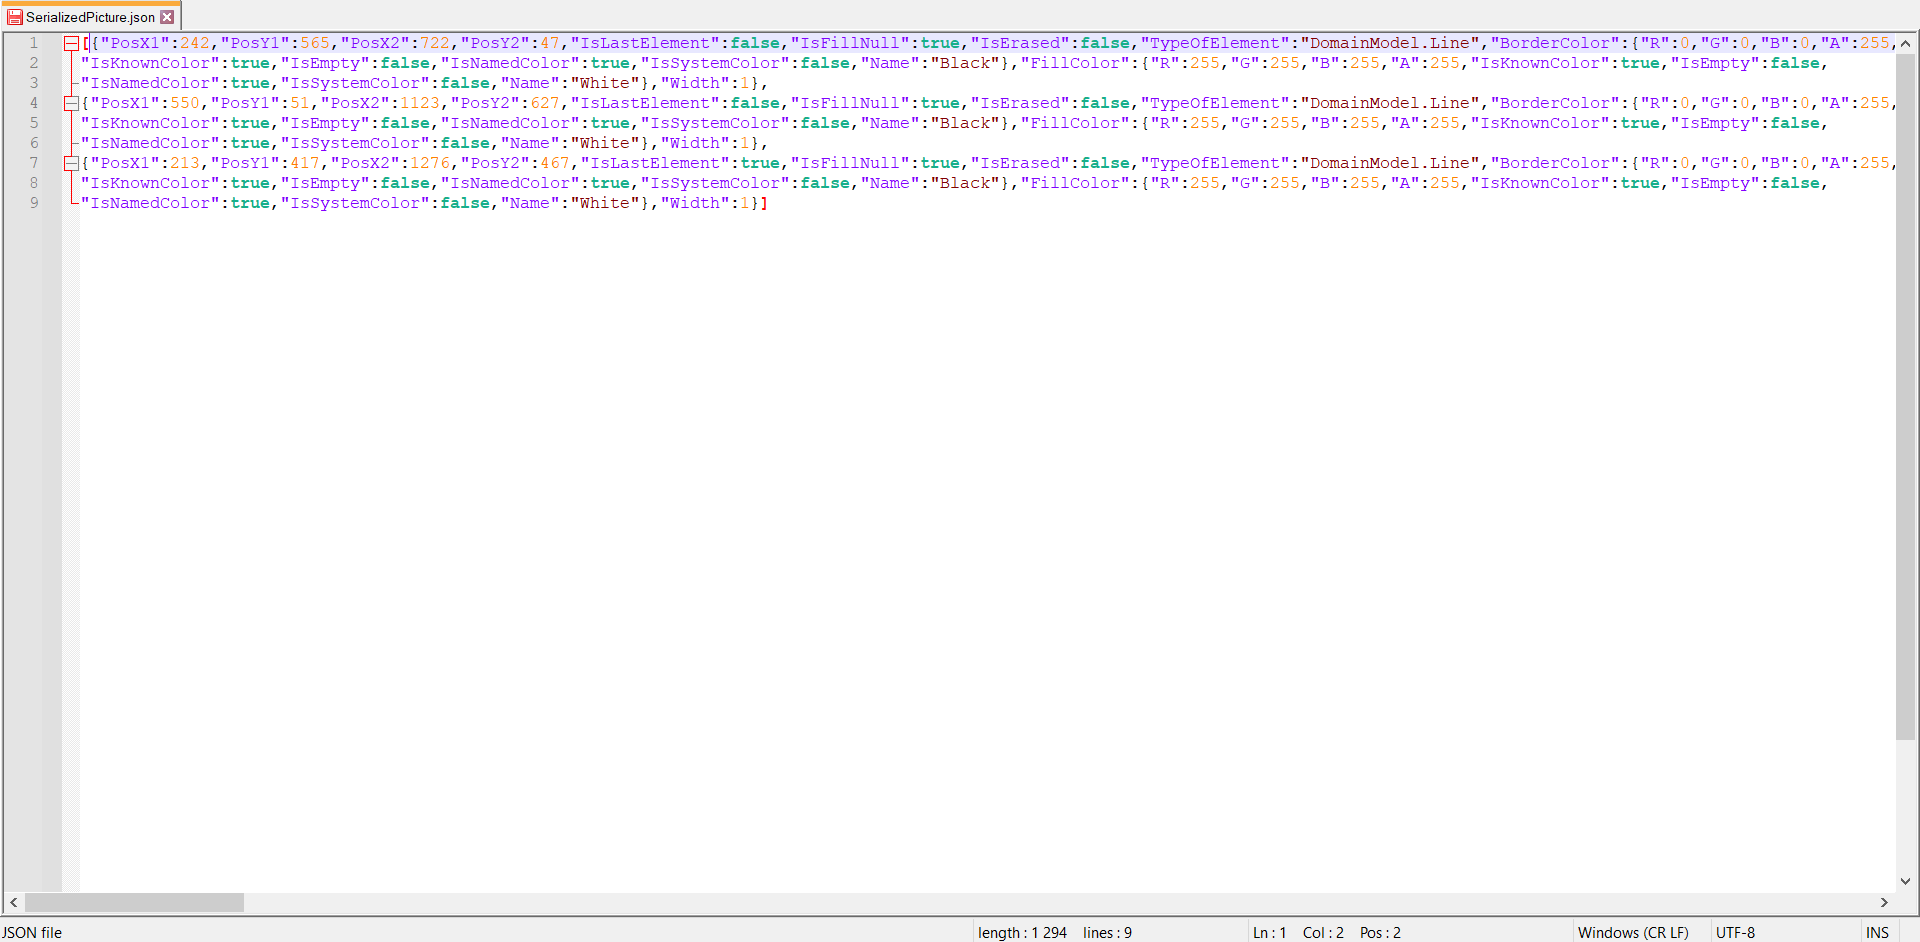 SerializedPicture.json
1 [{"PosX1":242,"PosY1":565,"PosX2":722,"PosY2":47,"IsLastElement":false,"IsFillNull":true,"IsErased":false,"TypeOfElement":"DomainModel.Line","BorderColor":{"R":0,"G":0,"B":0,"A":255,
2 "IsKnownColor":true,"IsEmpty":false,"IsNamedColor":true,"IsSystemColor":false,"Name":"Black"},"FillColor":{"R":255,"G":255,"B":255,"A":255,"IsKnownColor":true,"IsEmpty":false,
3 "IsNamedColor":true,"IsSystemColor":false,"Name":"White"},"Width":1},
4 {"PosX1":550,"PosY1":51,"PosX2":1123,"PosY2":627,"IsLastElement":false,"IsFillNull":true,"IsErased":false,"TypeOfElement":"DomainModel.Line","BorderColor":{"R":0,"G":0,"B":0,"A":255,
5 "IsKnownColor":true,"IsEmpty":false,"IsNamedColor":true,"IsSystemColor":false,"Name":"Black"},"FillColor":{"R":255,"G":255,"B":255,"A":255,"IsKnownColor":true,"IsEmpty":false,
6 "IsNamedColor":true,"IsSystemColor":false,"Name":"White"},"Width":1},
7 {"PosX1":213,"PosY1":417,"PosX2":1276,"PosY2":467,"IsLastElement":true,"IsFillNull":true,"IsErased":false,"TypeOfElement":"DomainModel.Line","BorderColor":{"R":0,"G":0,"B":0,"A":255,
8 "IsKnownColor":true,"IsEmpty":false,"IsNamedColor":true,"IsSystemColor":false,"Name":"Black"},"FillColor":{"R":255,"G":255,"B":255,"A":255,"IsKnownColor":true,"IsEmpty":false,
9 "IsNamedColor":true,"IsSystemColor":false,"Name":"White"},"Width":1}]
JSON file length : 1 294 lines : 9 Ln : 1 Col : 2 Pos : 2 Windows (CR LF) UTF-8 INS